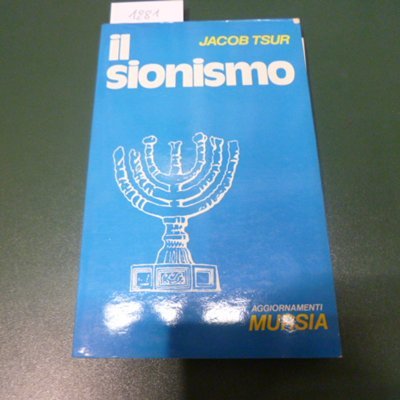 1881
il
JACOB TSUR
sionismo
AGGIORNAMENTI
MURSIA